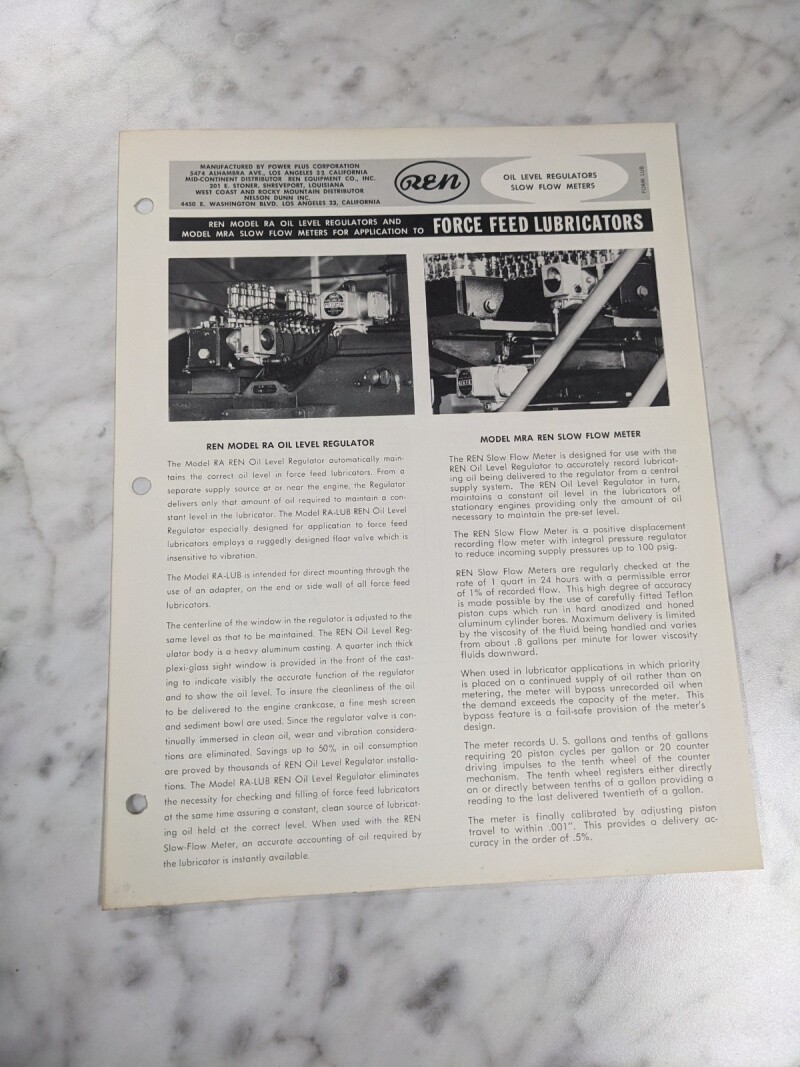 MANUFACTURED BY POWER PLUS CORPORATION
5474 ALHAMBRA AVE., LOS ANGELES 32 CALIFORNIA
MID-CONTINENT DISTRIBUTOR REN EQUIPMENT CO., INC.
201 E. STONER, SHREVEPORT, LOUISIANA
WEST COAST AND ROCKY MOUNTAIN DISTRIBUTOR
NELSON DUNN INC.
4450 E. WASHINGTON BLVD. LOS ANGELES 23, CALIFORNIA
REN
OIL LEVEL REGULATORS
SLOW FLOW METERS
FORM LUB
REN MODEL RA OIL LEVEL REGULATORS AND
MODEL MRA SLOW FLOW METERS FOR APPLICATION TO
FORCE FEED LUBRICATORS
REN MODEL RA OIL LEVEL REGULATOR
The Model RA REN Oil Level Regulator automatically main-
tains the correct oil level in force feed lubricators. From a
separate supply source at or near the engine, the Regulator
delivers only that amount of oil required to maintain a con-
stant level in the lubricator. The Model RA-LUB REN Oil Level
Regulator especially designed for application to force feed
lubricators employs a ruggedly designed float valve which is
insensitive to vibration.
The Model RA-LUB is intended for direct mounting through the
use of an adapter, on the end or side wall of all force feed
lubricators.
The centerline of the window in the regulator is adjusted to the
same level as that to be maintained. The REN Oil Level Reg-
ulator body is a heavy aluminum casting. A quarter inch thick
plexi-glass sight window is provided in the front of the cast-
ing to indicate visibly the accurate function of the regulator
and to show the oil level. To insure the cleanliness of the oil
to be delivered to the engine crankcase, a fine mesh screen
and sediment bowl are used. Since the regulator valve is con-
tinually immersed in clean oil, wear and vibration considera-
tions are eliminated. Savings up to 50% in oil consumption
are proved by thousands of REN Oil Level Regulator installa-
tions. The Model RA-LUB REN Oil Level Regulator eliminates
the necessity for checking and filling of force feed lubricators
at the same time assuring a constant, clean source of lubricat-
ing oil held at the correct level. When used with the REN
Slow-Flow Meter, an accurate accounting of oil required by
the lubricator is instantly available.
MODEL MRA REN SLOW FLOW METER
The REN Slow Flow Meter is designed for use with the
REN Oil Level Regulator to accurately record lubricat-
ing oil being delivered to the regulator from a central
supply system. The REN Oil Level Regulator in turn,
maintains a constant oil level in the lubricators of
stationary engines providing only the amount of oil
necessary to maintain the pre-set level.
The REN Slow Flow Meter is a positive displacement
recording flow meter with integral pressure regulator
to reduce incoming supply pressures up to 100 psig.
REN Slow Flow Meters are regularly checked at the
rate of 1 quart in 24 hours with a permissible error
of 1% of recorded flow. This high degree of accuracy
is made possible by the use of carefully fitted Teflon
piston cups which run in hard anodized and honed
aluminum cylinder bores. Maximum delivery is limited
by the viscosity of the fluid being handled and varies
from about .8 gallons per minute for lower viscosity
fluids downward.
When used in lubricator applications in which priority
is placed on a continued supply of oil rather than on
metering, the meter will bypass unrecorded oil when
the demand exceeds the capacity of the meter. This
bypass feature is a fail-safe provision of the meter's
design.
The meter records U. S. gallons and tenths of gallons
requiring 20 piston cycles per gallon or 20 counter
driving impulses to the tenth wheel of the counter
mechanism. The tenth wheel registers either directly
on or directly between tenths of a gallon providing a
reading to the last delivered twentieth of a gallon.
The meter is finally calibrated by adjusting piston
travel to within .001". This provides a delivery ac-
curacy in the order of .5%.